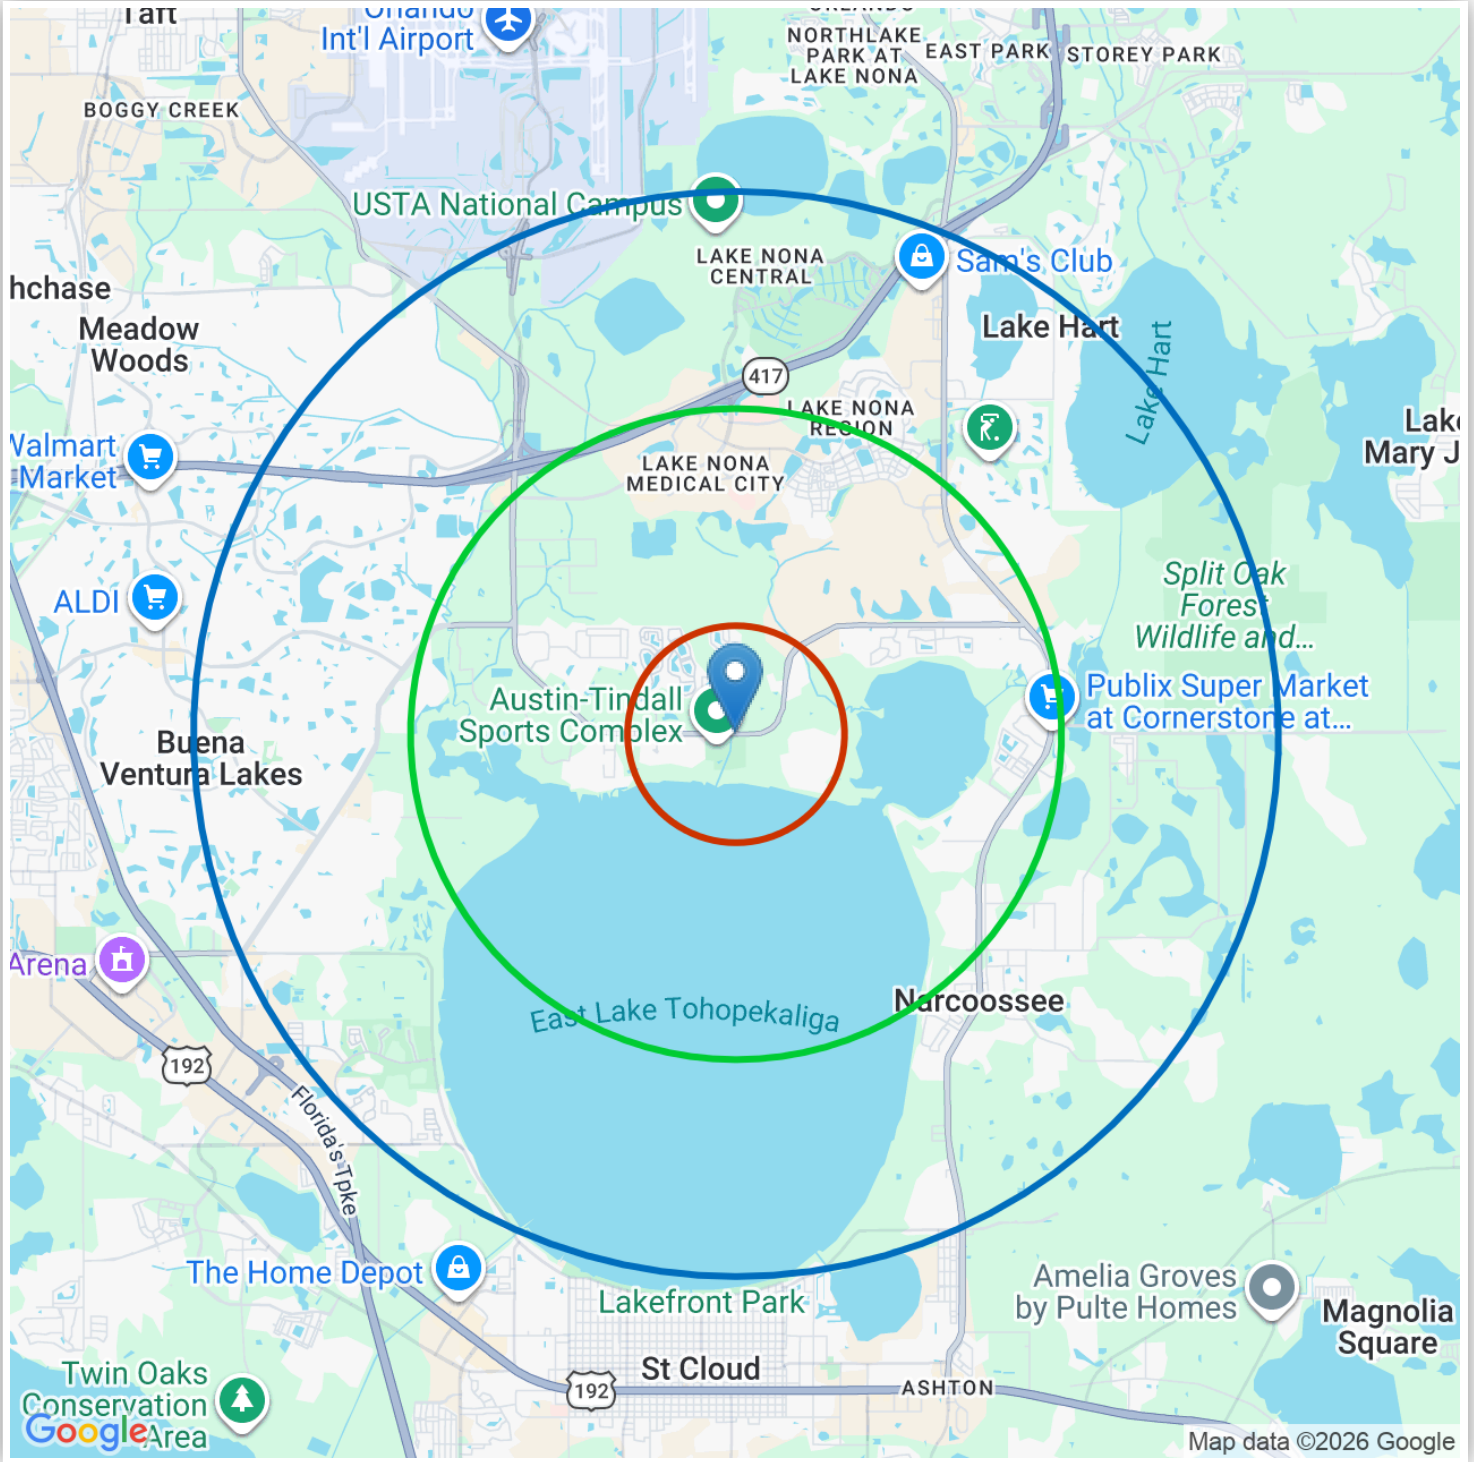 Taft
Orlando
Int'l Airport
ORLANDO
NORTHLAKE
PARK AT
LAKE NONA
EAST PARK
STOREY PARK
BOGGY CREEK
USTA National Campus
LAKE NONA
CENTRAL
Sam's Club
hchase
Meadow
Woods
Lake Hart
Lake Hart
417
LAKE NONA
REGION
Walmart
Market
LAKE NONA
MEDICAL CITY
Lake
Mary J
ALDI
Split Oak
Forest
Wildlife and...
Austin-Tindall
Sports Complex
Publix Super Market
at Cornerstone at...
Buena
Ventura Lakes
Arena
East Lake Tohopekaliga
Narcoossee
192
Florida's Tpke
The Home Depot
Lakefront Park
Amelia Groves
by Pulte Homes
Magnolia
Square
St Cloud
192
ASHTON
Twin Oaks
Conservation
Area
Google
Map data ©2026 Google